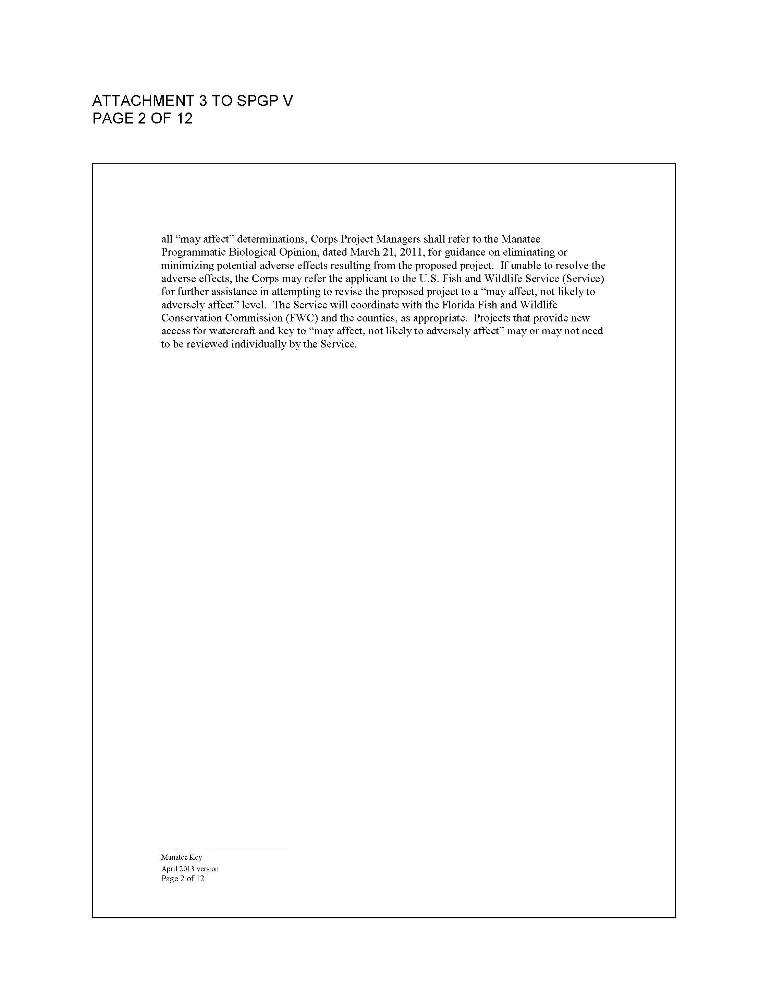 ATTACHMENT 3 TO SPGP V
PAGE 2 OF 12
all “may affect” determinations, Corps Project Managers shall refer to the Manatee
Programmatic Biological Opinion, dated March 21, 2011, for guidance on eliminating or
minimizing potential adverse effects resulting from the proposed project.  If unable to resolve the
adverse effects, the Corps may refer the applicant to the U.S. Fish and Wildlife Service (Service)
for further assistance in attempting to revise the proposed project to a “may affect, not likely to
adversely affect” level.  The Service will coordinate with the Florida Fish and Wildlife
Conservation Commission (FWC) and the counties, as appropriate.  Projects that provide new
access for watercraft and key to “may affect, not likely to adversely affect” may or may not need
to be reviewed individually by the Service.
Manatee Key
April 2013 version
Page 2 of 12